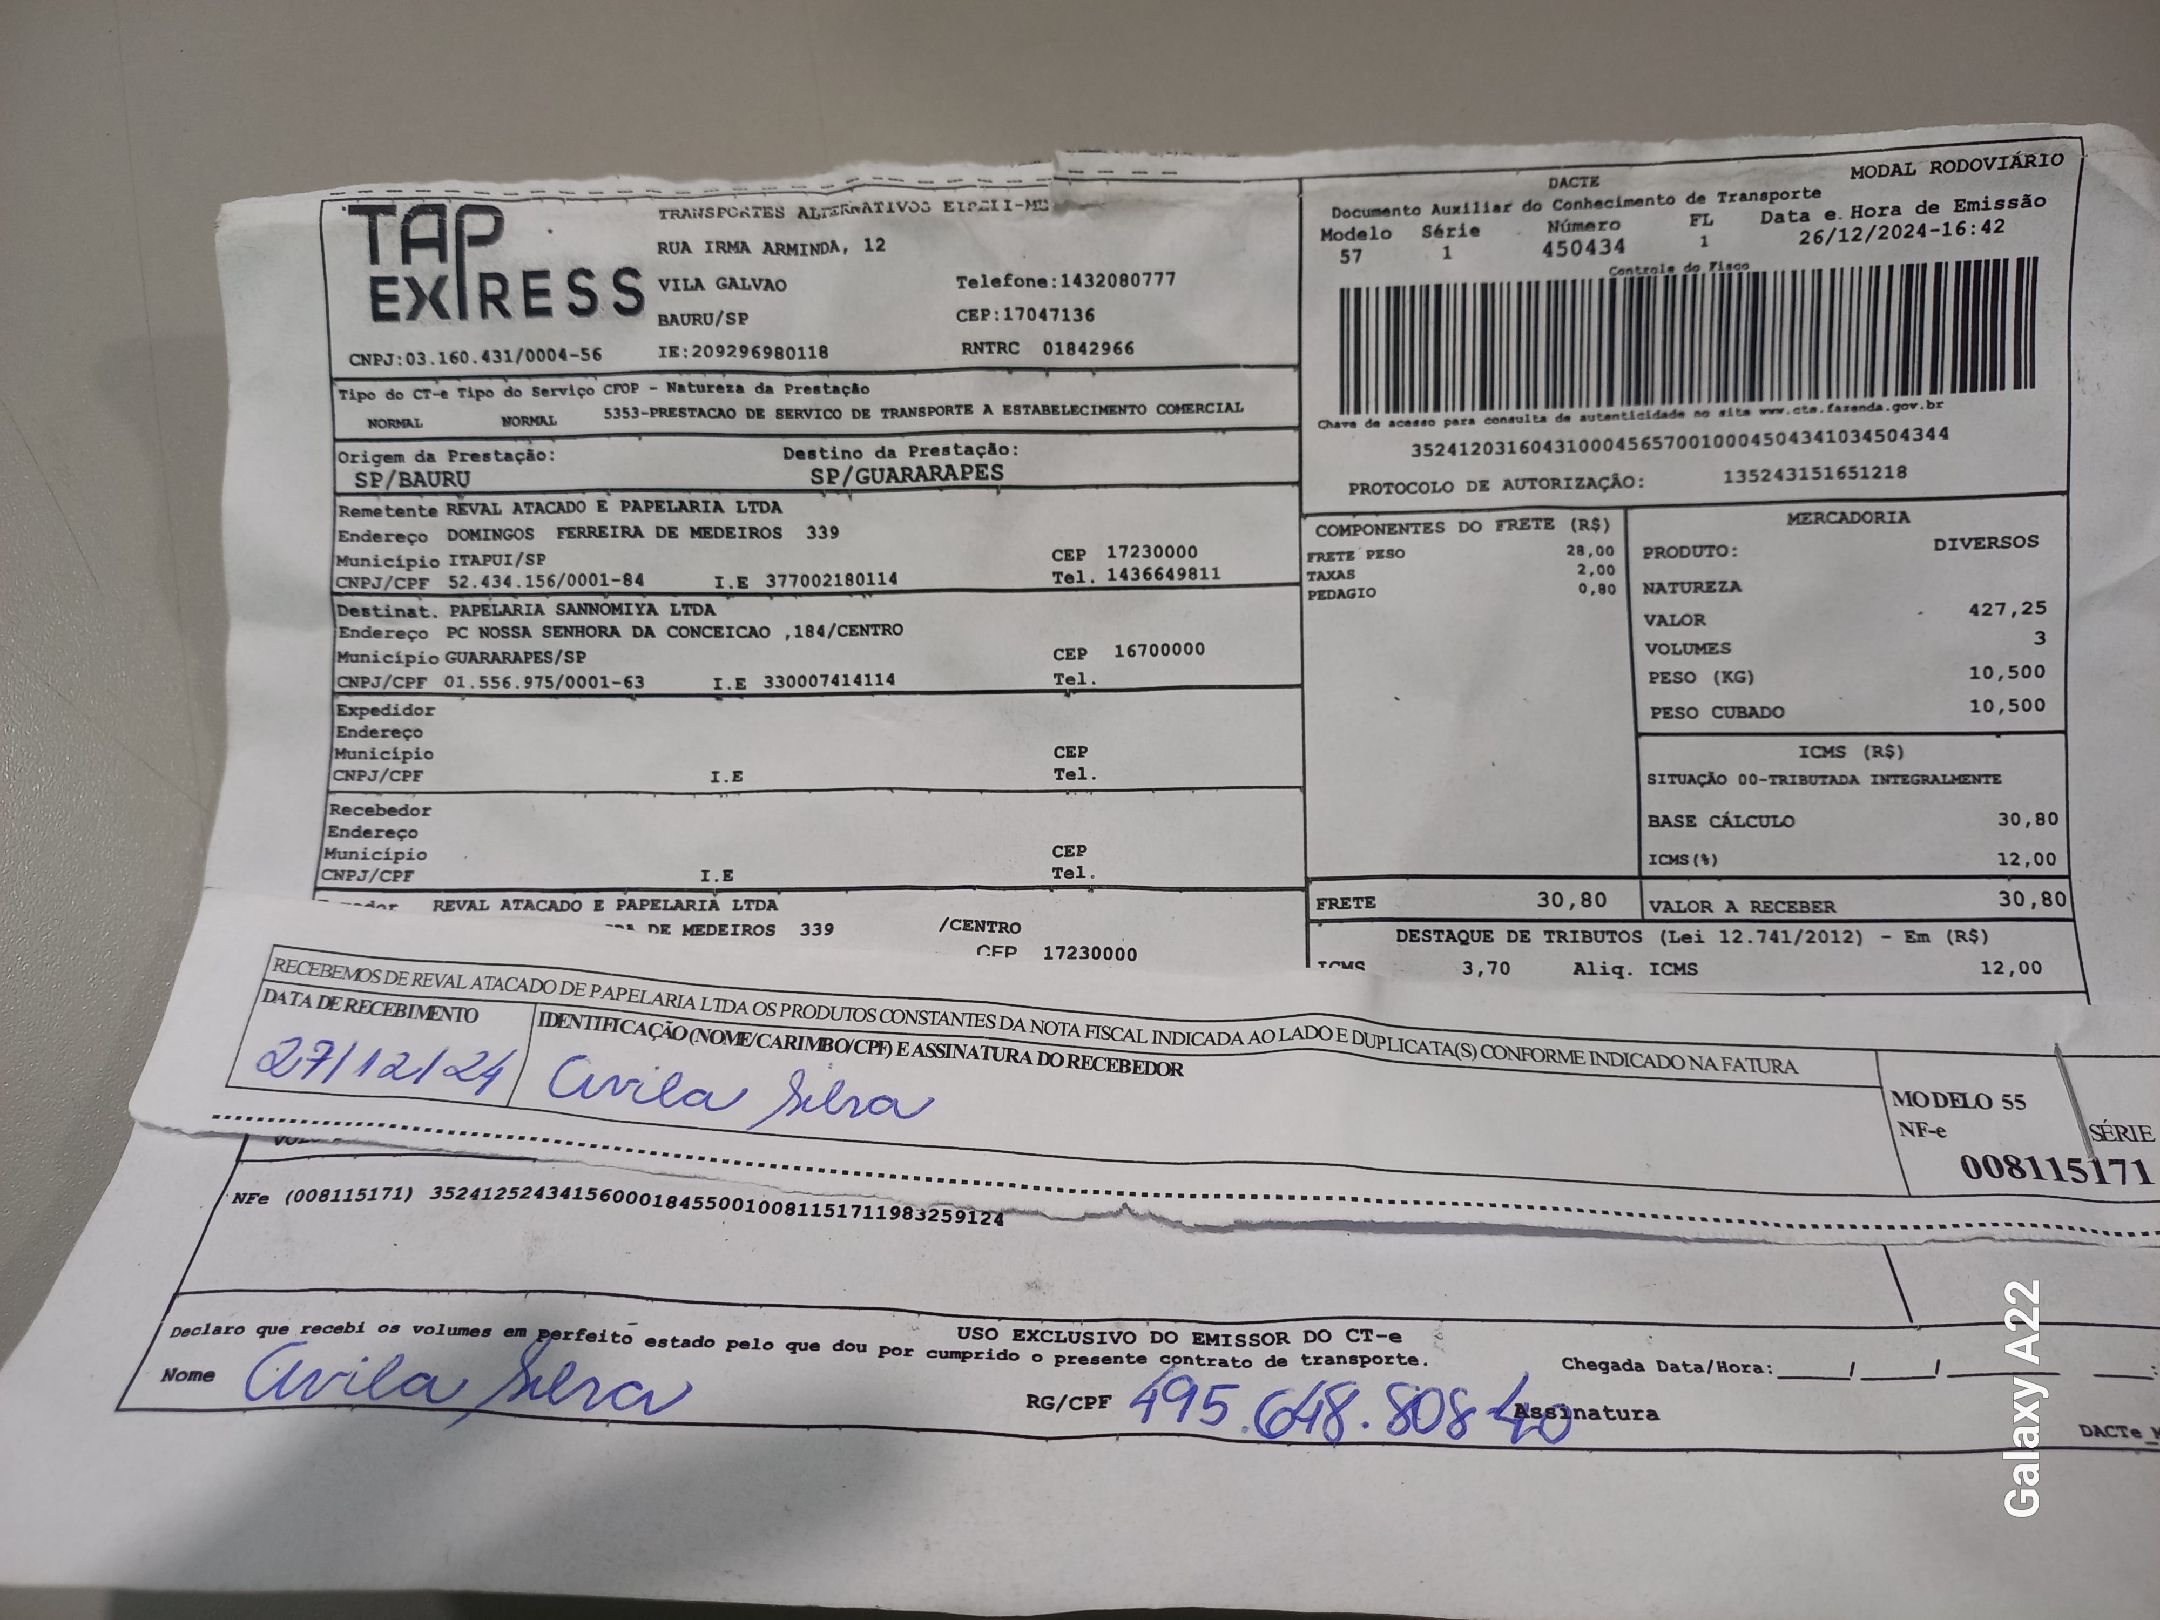 TAP EXPRESS
TRANSPORTES ALTERNATIVOS EIRELI-ME
RUA IRMA ARMINDA, 12
VILA GALVAO Telefone:1432080777
BAURU/SP CEP:17047136
CNPJ:03.160.431/0004-56 IE:209296980118 RNTRC 01842966
DACTE MODAL RODOVIÁRIO
Documento Auxiliar do Conhecimento de Transporte
Modelo Série Número FL Data e Hora de Emissão
57 1 450434 1 26/12/2024-16:42
Controle do Fisco
Chave de acesso para consulta de autenticidade no site www.cte.fazenda.gov.br
35241203160431000456570010004504341034504344
PROTOCOLO DE AUTORIZAÇÃO: 135243151651218
Tipo do CT-e Tipo do Serviço CFOP - Natureza da Prestação
NORMAL NORMAL 5353-PRESTACAO DE SERVICO DE TRANSPORTE A ESTABELECIMENTO COMERCIAL
Origem da Prestação: Destino da Prestação:
SP/BAURU SP/GUARARAPES
Remetente REVAL ATACADO E PAPELARIA LTDA
Endereço DOMINGOS FERREIRA DE MEDEIROS 339
Município ITAPUI/SP CEP 17230000
CNPJ/CPF 52.434.156/0001-84 I.E 377002180114 Tel. 1436649811
Destinat. PAPELARIA SANNOMIYA LTDA
Endereço PC NOSSA SENHORA DA CONCEICAO ,184/CENTRO
Município GUARARAPES/SP CEP 16700000
CNPJ/CPF 01.556.975/0001-63 I.E 330007414114 Tel.
Expedidor
Endereço
Município CEP
CNPJ/CPF I.E Tel.
Recebedor
Endereço
Município CEP
CNPJ/CPF I.E Tel.
REVAL ATACADO E PAPELARIA LTDA
DE MEDEIROS 339 /CENTRO
CEP 17230000
COMPONENTES DO FRETE (R$)
FRETE PESO 28,00
TAXAS 2,00
PEDAGIO 0,80
MERCADORIA
PRODUTO: DIVERSOS
NATUREZA
VALOR 427,25
VOLUMES 3
PESO (KG) 10,500
PESO CUBADO 10,500
ICMS (R$)
SITUAÇÃO 00-TRIBUTADA INTEGRALMENTE
BASE CÁLCULO 30,80
ICMS(%) 12,00
FRETE 30,80 VALOR A RECEBER 30,80
DESTAQUE DE TRIBUTOS (Lei 12.741/2012) - Em (R$)
ICMS 3,70 Aliq. ICMS 12,00
RECEBEMOS DE REVAL ATACADO DE PAPELARIA LTDA OS PRODUTOS CONSTANTES DA NOTA FISCAL INDICADA AO LADO E DUPLICATA(S) CONFORME INDICADO NA FATURA
DATA DE RECEBIMENTO IDENTIFICAÇÃO (NOME/CARIMBO/CPF) E ASSINATURA DO RECEBEDOR
27/12/24 Avila Silva
MODELO 55
NF-e SÉRIE
008115171
NFe (008115171) 35241252434156000184550010081151711983259124
USO EXCLUSIVO DO EMISSOR DO CT-e
Declaro que recebi os volumes em perfeito estado pelo que dou por cumprido o presente contrato de transporte.
Chegada Data/Hora:____/____/______ ___:
Nome Avila Silva RG/CPF 495.648.808 40 Assinatura
DACTe
Galaxy A22